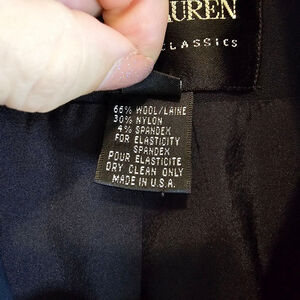 LAUREN
CLASSICS
66% WOOL/LAINE
30% NYLON
4% SPANDEX
FOR ELASTICITY
SPANDEX
POUR ELASTICITE
DRY CLEAN ONLY
MADE IN U.S.A.